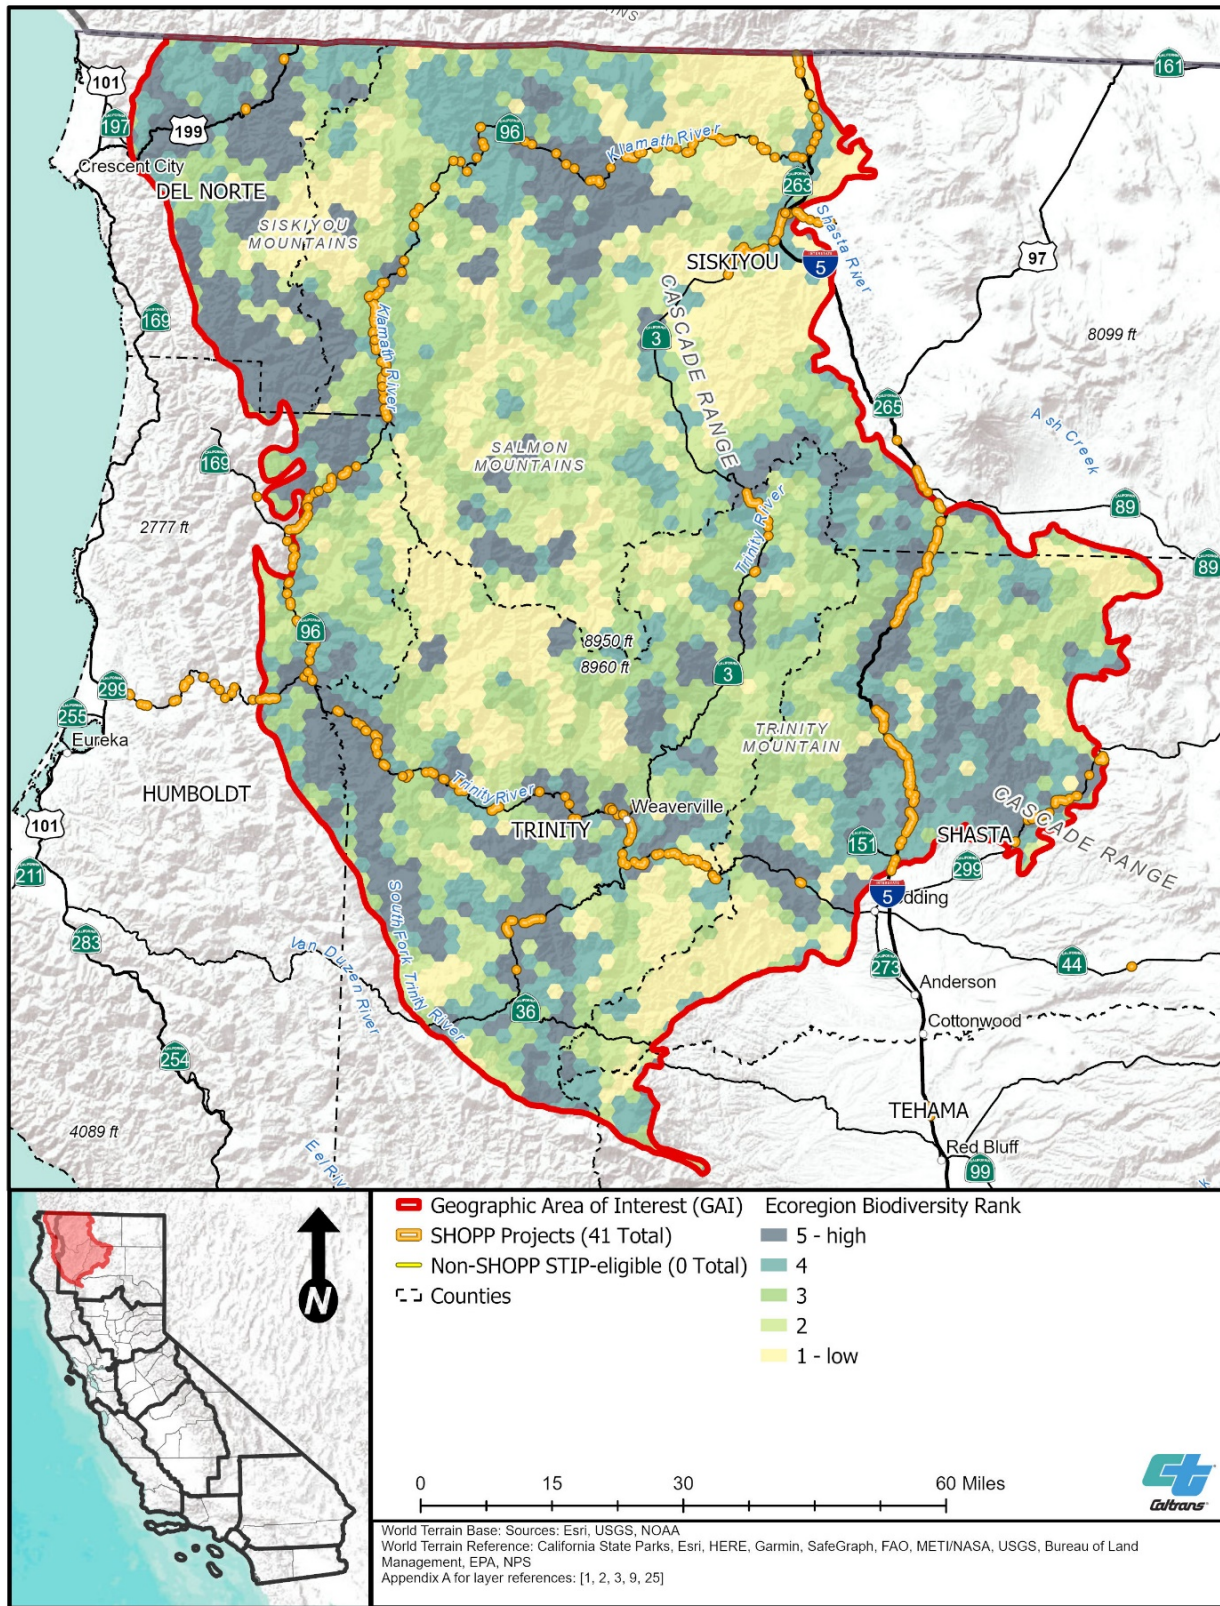 INS
161
101
197
199
96
Klamath River
Crescent City
263
DEL NORTE
SISKIYOU
MOUNTAINS
Shasta River
SISKIYOU
5
97
CASCADE RANGE
169
Klamath River
3
8099 ft
265
Ash Creek
SALMON
MOUNTAINS
169
Trinity River
89
2777 ft
89
96
8950 ft
8960 ft
3
299
255
Eureka
TRINITY
MOUNTAIN
HUMBOLDT
Trinity River
Weaverville
TRINITY
CASCADE RANGE
101
151
SHASTA
299
211
5
edding
South Fork Trinity River
283
Van Duzen River
273
44
Anderson
36
Cottonwood
254
TEHAMA
4089 ft
Eel Rive
Red Bluff
99
k
N
Geographic Area of Interest (GAI)
SHOPP Projects (41 Total)
Non-SHOPP STIP-eligible (0 Total)
Counties
Ecoregion Biodiversity Rank
5 - high
4
3
2
1 - low
0 15 30 60 Miles
Caltrans
World Terrain Base: Sources: Esri, USGS, NOAA
World Terrain Reference: California State Parks, Esri, HERE, Garmin, SafeGraph, FAO, METI/NASA, USGS, Bureau of Land
Management, EPA, NPS
Appendix A for layer references: [1, 2, 3, 9, 25]